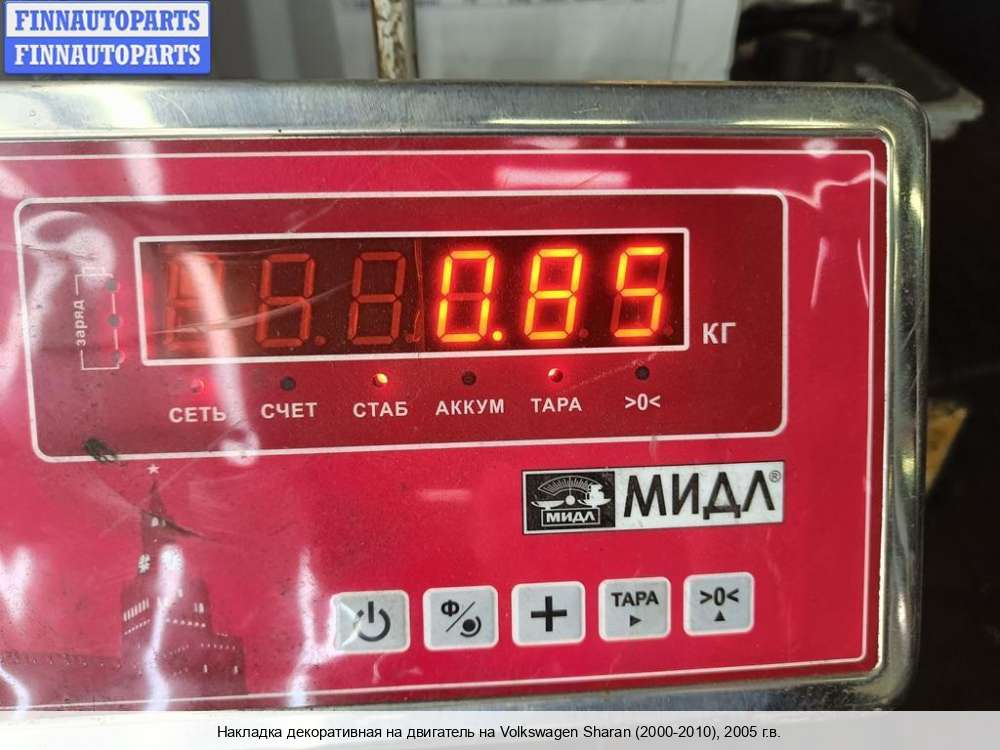 FINNAUTOPARTS
FINNAUTOPARTS
0.85
КГ
заряд
СЕТЬ СЧЕТ СТАБ АККУМ ТАРА >0<
МИДЛ МИДЛ®
Ф ТАРА >0<
Накладка декоративная на двигатель на Volkswagen Sharan (2000-2010), 2005 г.в.